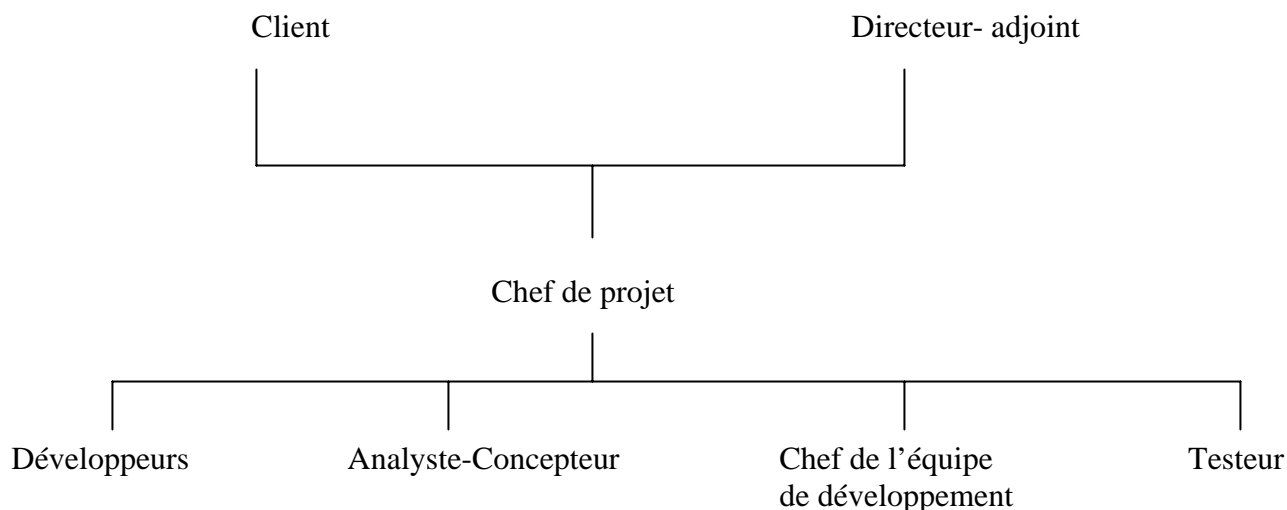 Client
Directeur- adjoint
Chef de projet
Développeurs
Analyste-Concepteur
Chef de l’équipe
de développement
Testeur